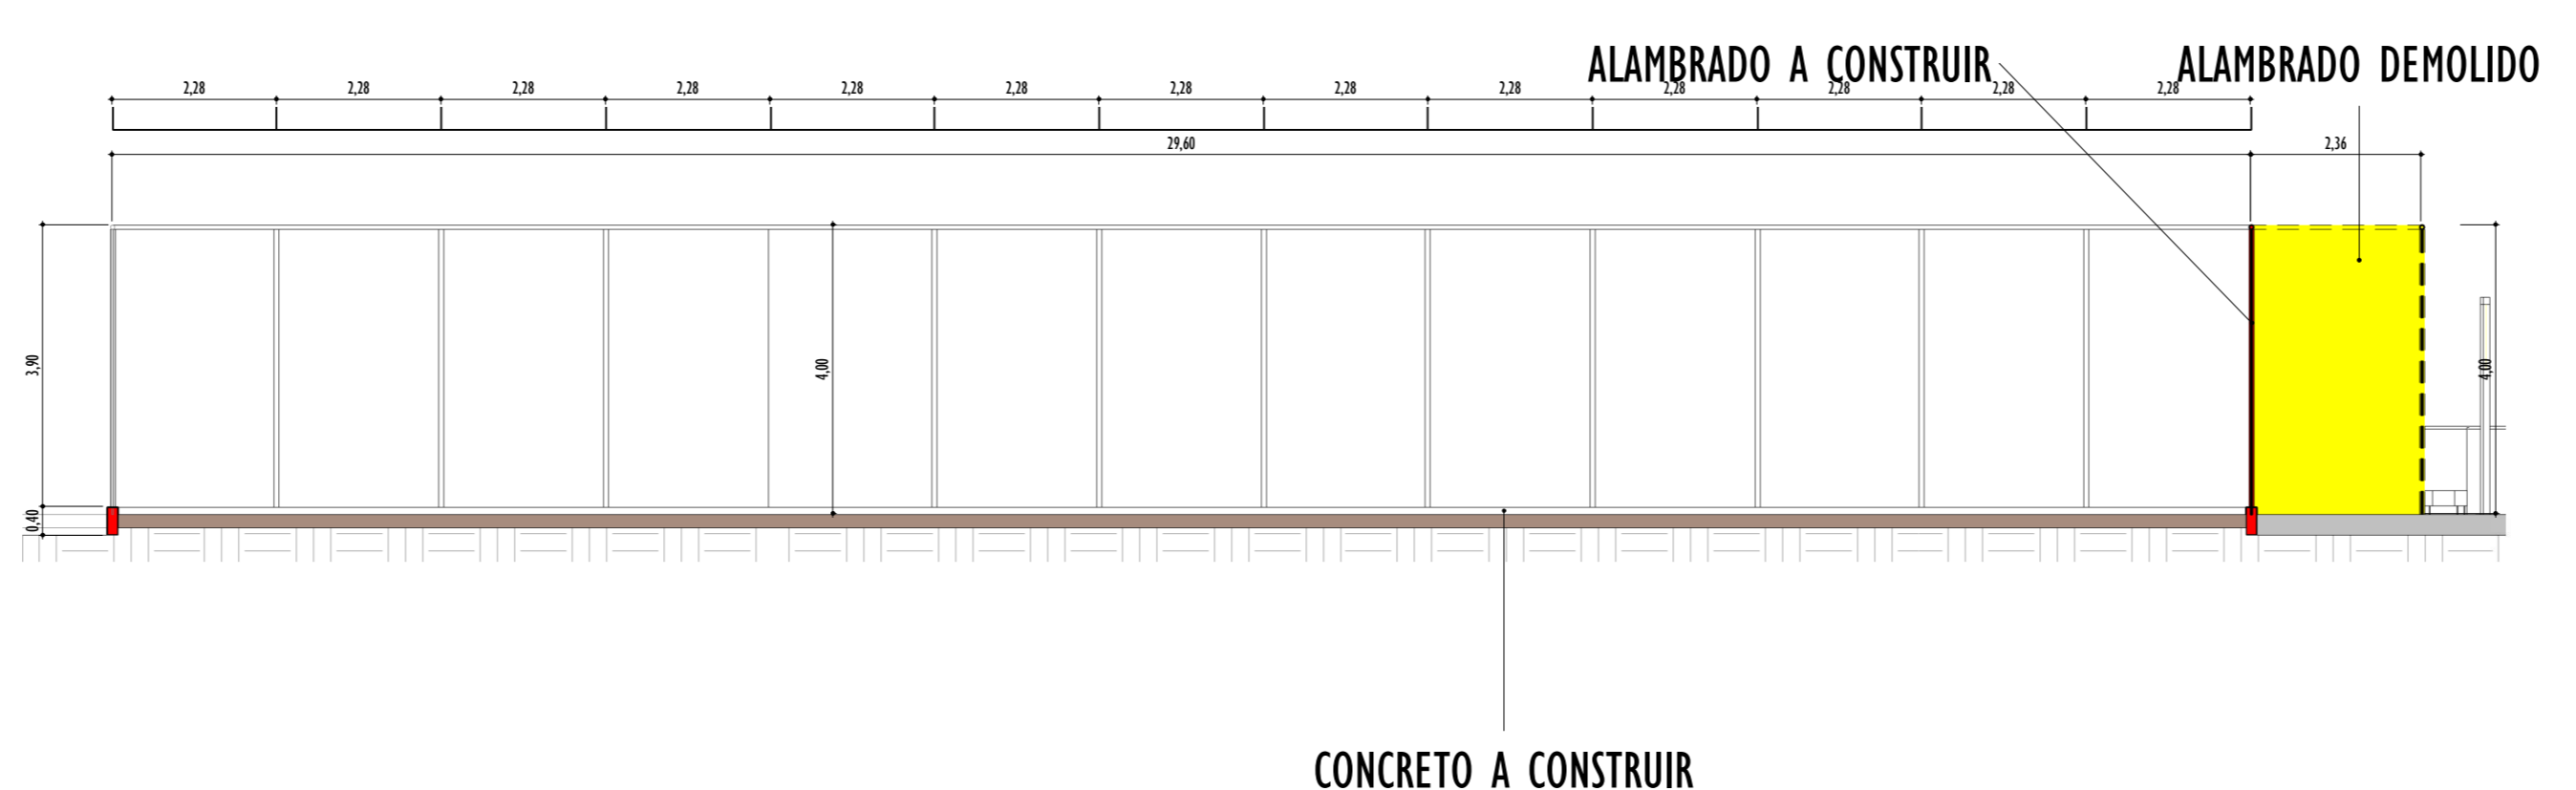 ALAMBRADO A CONSTRUIR
ALAMBRADO DEMOLIDO
2,28 2,28 2,28 2,28 2,28 2,28 2,28 2,28 2,28 2,28 2,28 2,28 2,28
29,60 2,36
3,90
4,00
4,00
0,40
CONCRETO A CONSTRUIR